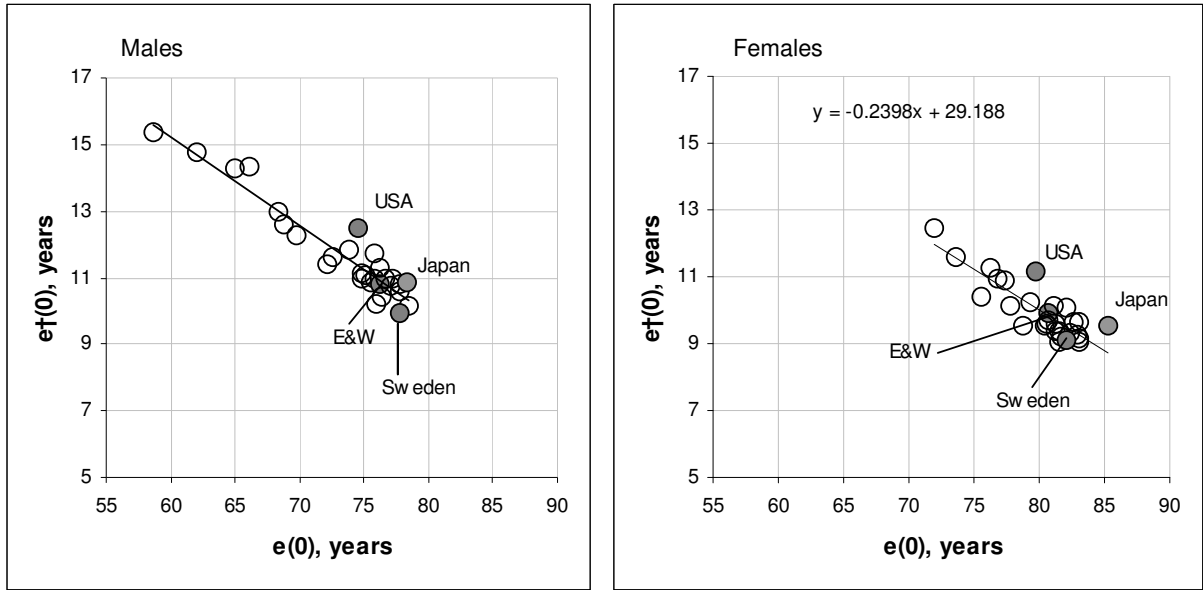 Males
17
15
13
11
9
7
5
e†(0), years
USA
Japan
E&W
Sw eden
55 60 65 70 75 80 85 90
e(0), years
Females
y = -0.2398x + 29.188
17
15
13
11
9
7
5
e†(0), years
USA
Japan
E&W
Sw eden
55 60 65 70 75 80 85 90
e(0), years